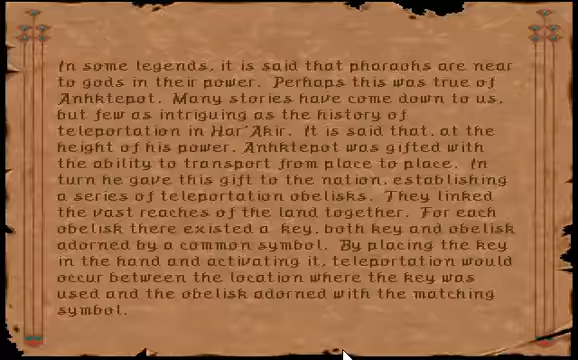 In some legends, it is said that pharaohs are near
to gods in their power. Perhaps this was true of
Anhktepot. Many stories have come down to us,
but few as intriguing as the history of
teleportation in Har'Akir. It is said that, at the
height of his power, Anhktepot was gifted with
the ability to transport from place to place. In
turn he gave this gift to the nation, establishing
a series of teleportation obelisks. They linked
the vast reaches of the land together. For each
obelisk there existed a key, both key and obelisk
adorned by a common symbol. By placing the key
in the hand and activating it, teleportation would
occur between the location where the key was
used and the obelisk adorned with the matching
symbol.